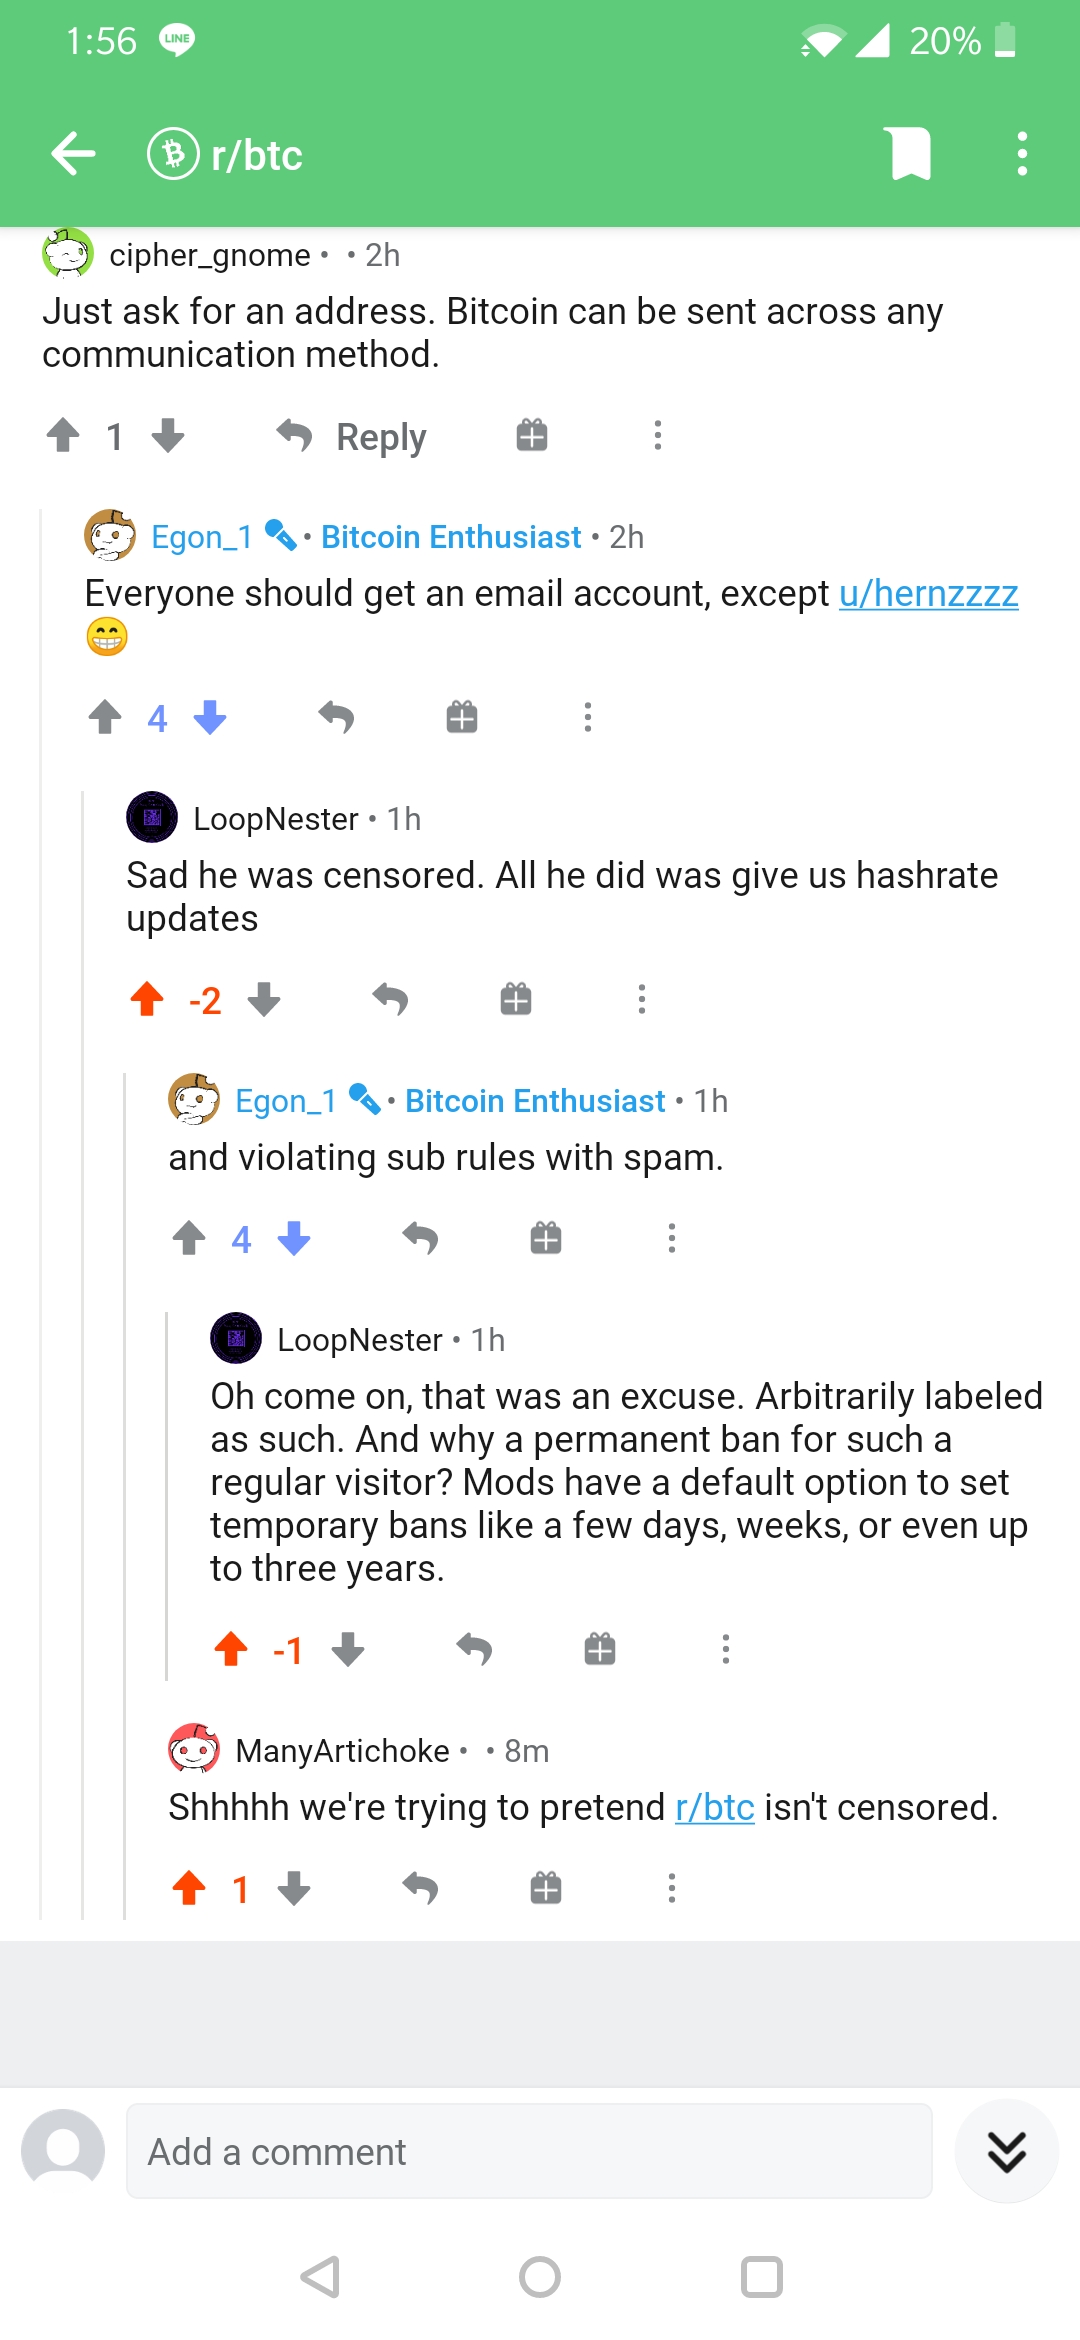 1:56 LINE 20%
r/btc
cipher_gnome • • 2h
Just ask for an address. Bitcoin can be sent across any
communication method.
1 Reply
Egon_1 • Bitcoin Enthusiast • 2h
Everyone should get an email account, except u/hernzzzz
😁
4
LoopNester • 1h
Sad he was censored. All he did was give us hashrate
updates
-2
Egon_1 • Bitcoin Enthusiast • 1h
and violating sub rules with spam.
4
LoopNester • 1h
Oh come on, that was an excuse. Arbitrarily labeled
as such. And why a permanent ban for such a
regular visitor? Mods have a default option to set
temporary bans like a few days, weeks, or even up
to three years.
-1
ManyArtichoke • • 8m
Shhhhh we're trying to pretend r/btc isn't censored.
1
Add a comment